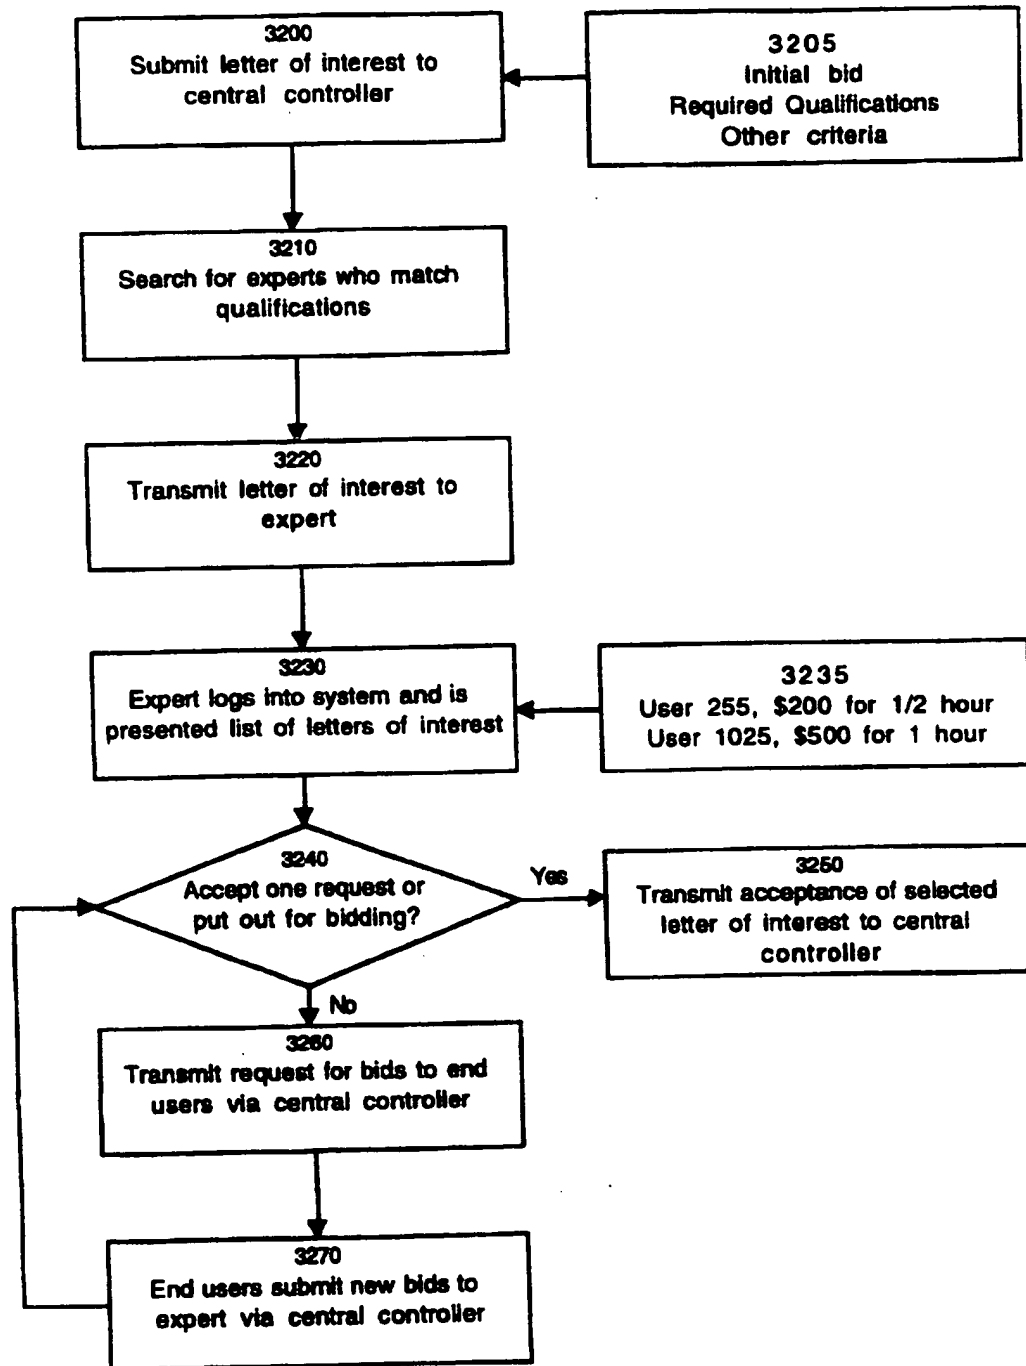 3200
Submit letter of interest to
central controller
3205
Initial bid
Required Qualifications
Other criteria
3210
Search for experts who match
qualifications
3220
Transmit letter of interest to
expert
3230
Expert logs into system and is
presented list of letters of interest
3235
User 255, $200 for 1/2 hour
User 1025, $500 for 1 hour
3240
Accept one request or
put out for bidding?
Yes
3250
Transmit acceptance of selected
letter of interest to central
controller
No
3260
Transmit request for bids to end
users via central controller
3270
End users submit new bids to
expert via central controller